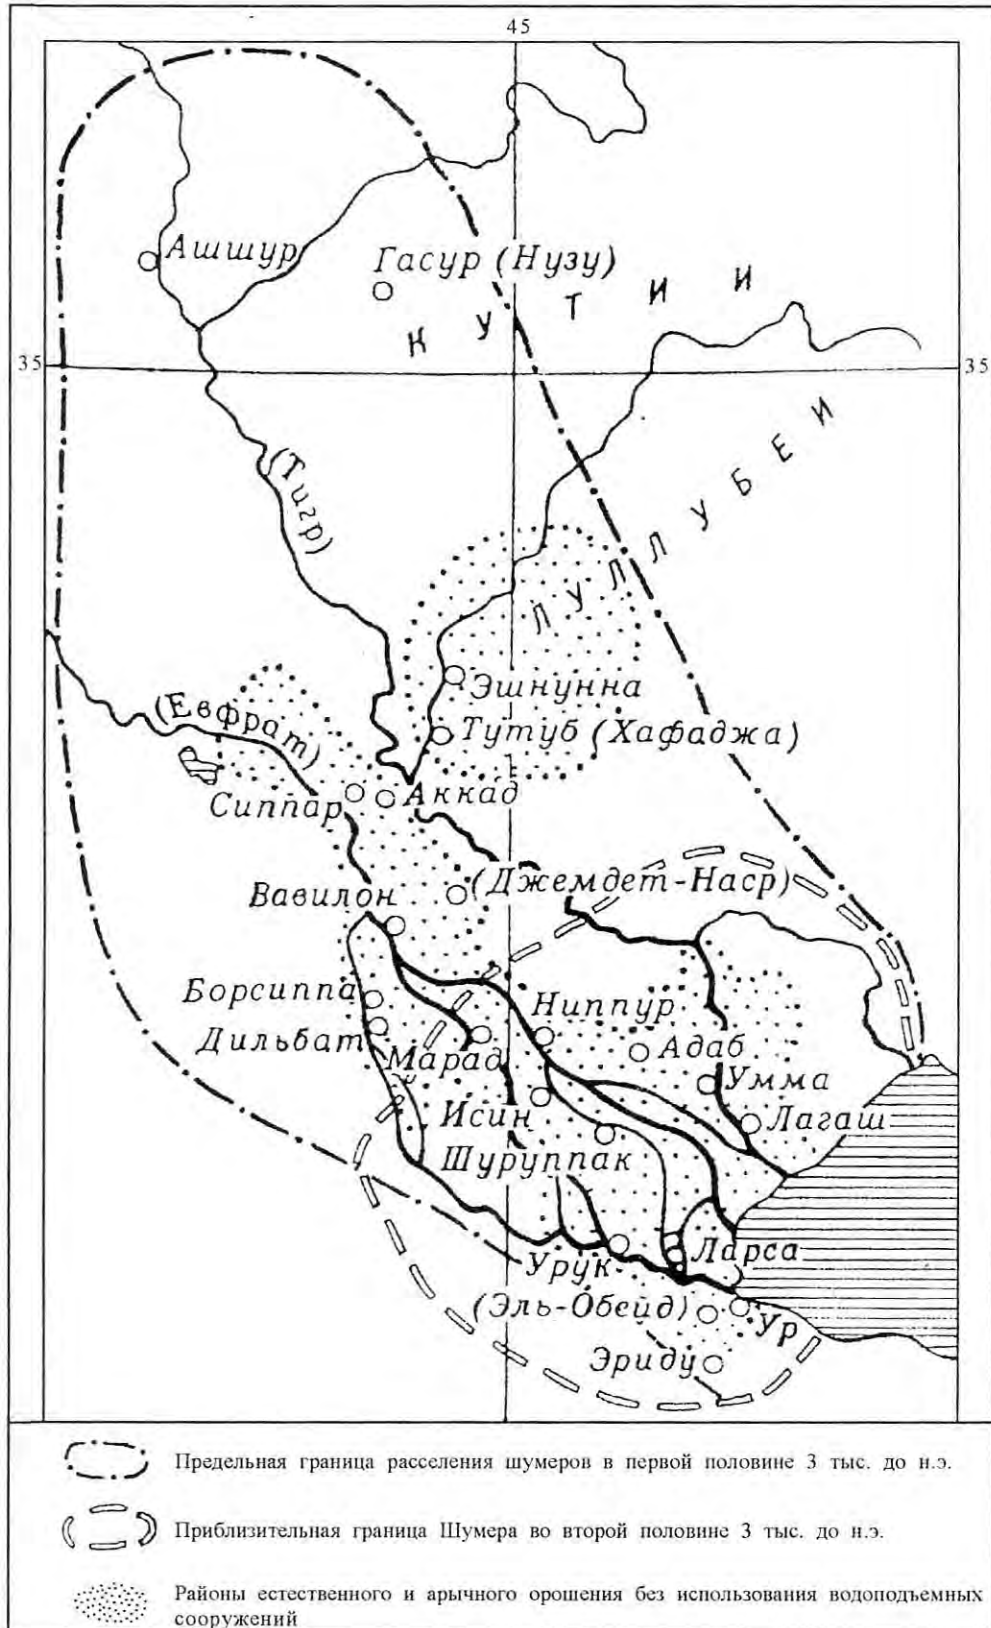 45
Ашшур
Гасур (Нузу)
КУТИИ
35
35
(Тигр)
ЛУЛЛУБЕИ
Эшнунна
(Евфрат)
Тутуб (Хафаджа)
Сиппар
Аккад
(Джемдет-Наср)
Вавилон
Борсиппа
Ниппур
Дильбат
Марад
Адаб
Умма
Исин
Лагаш
Шуруппак
Урук
Ларса
(Эль-Обейд)
Ур
Эриду
Предельная граница расселения шумеров в первой половине 3 тыс. до н.э.
Приблизительная граница Шумера во второй половине 3 тыс. до н.э.
Районы естественного и арычного орошения без использования водоподъемных
сооружений